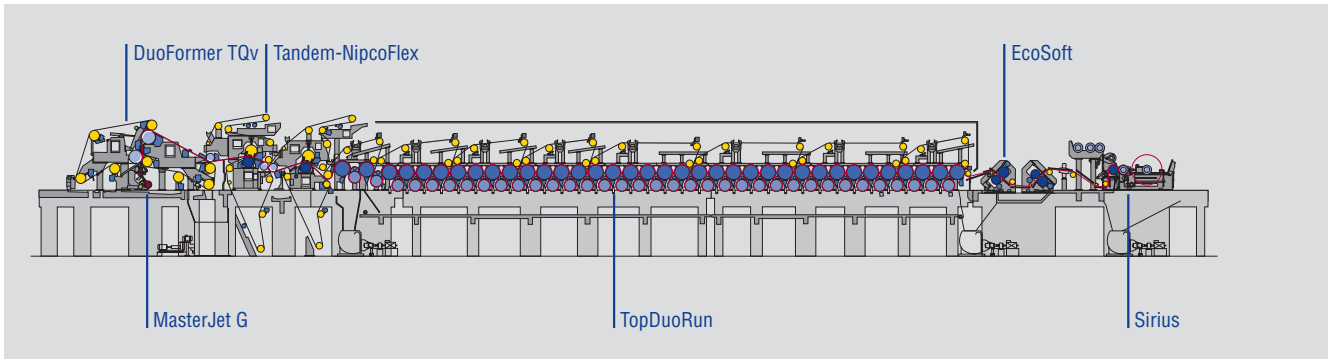 DuoFormer TQv
Tandem-NipcoFlex
EcoSoft
MasterJet G
TopDuoRun
Sirius